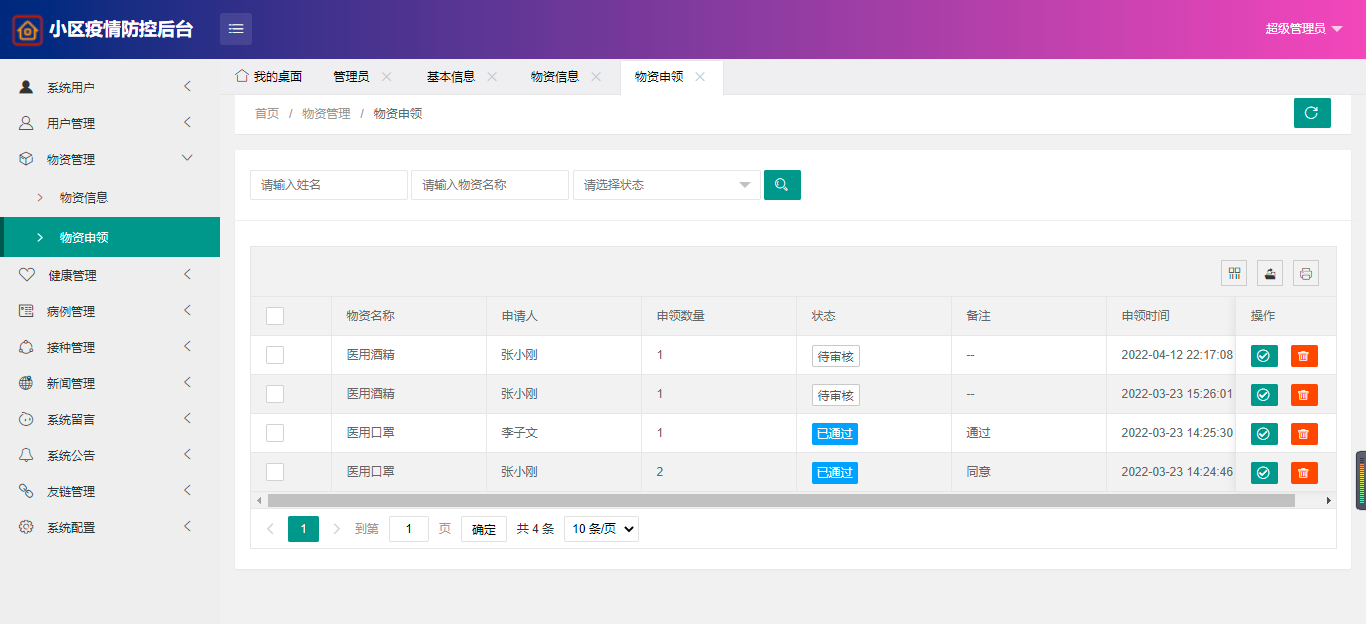 小区疫情防控后台
超级管理员
系统用户
用户管理
物资管理
物资信息
物资申领
健康管理
病例管理
接种管理
新闻管理
系统留言
系统公告
友链管理
系统配置
我的桌面 管理员 基本信息 物资信息 物资申领
首页 / 物资管理 / 物资申领
请输入姓名 请输入物资名称 请选择状态
物资名称 申请人 申领数量 状态 备注 申领时间 操作
医用酒精 张小刚 1 待审核 -- 2022-04-12 22:17:08
医用酒精 张小刚 1 待审核 -- 2022-03-23 15:26:01
医用口罩 李子文 1 已通过 通过 2022-03-23 14:25:30
医用口罩 张小刚 2 已通过 同意 2022-03-23 14:24:46
1 到第 1 页 确定 共 4 条 10 条/页